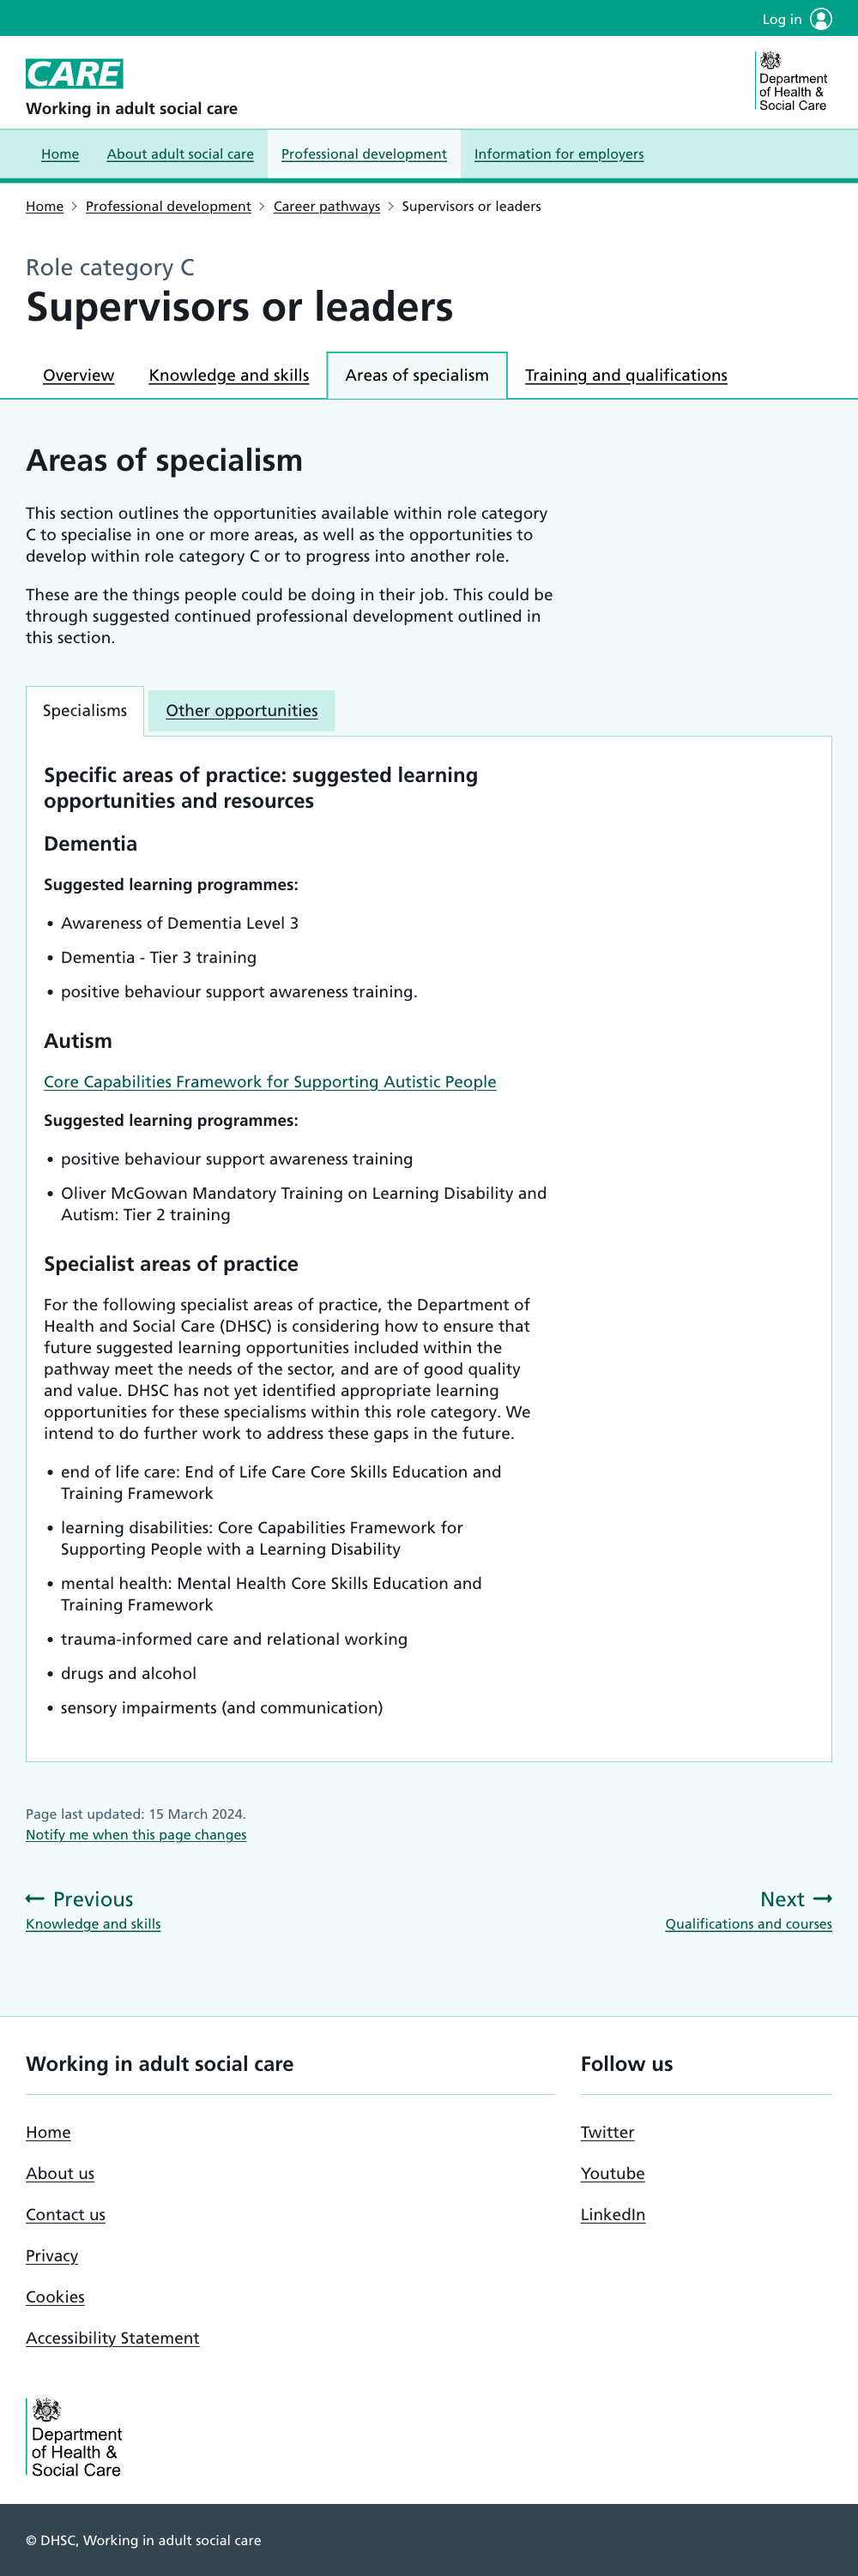 Log in
CARE
Working in adult social care
Department
of Health &
Social Care
Home
About adult social care
Professional development
Information for employers
Home
Professional development
Career pathways
Supervisors or leaders
Role category C
Supervisors or leaders
Overview
Knowledge and skills
Areas of specialism
Training and qualifications
Areas of specialism
This section outlines the opportunities available within role category
C to specialise in one or more areas, as well as the opportunities to
develop within role category C or to progress into another role.
These are the things people could be doing in their job. This could be
through suggested continued professional development outlined in
this section.
Specialisms
Other opportunities
Specific areas of practice: suggested learning
opportunities and resources
Dementia
Suggested learning programmes:
• Awareness of Dementia Level 3
• Dementia - Tier 3 training
• positive behaviour support awareness training.
Autism
Core Capabilities Framework for Supporting Autistic People
Suggested learning programmes:
• positive behaviour support awareness training
• Oliver McGowan Mandatory Training on Learning Disability and
Autism: Tier 2 training
Specialist areas of practice
For the following specialist areas of practice, the Department of
Health and Social Care (DHSC) is considering how to ensure that
future suggested learning opportunities included within the
pathway meet the needs of the sector, and are of good quality
and value. DHSC has not yet identified appropriate learning
opportunities for these specialisms within this role category. We
intend to do further work to address these gaps in the future.
• end of life care: End of Life Care Core Skills Education and
Training Framework
• learning disabilities: Core Capabilities Framework for
Supporting People with a Learning Disability
• mental health: Mental Health Core Skills Education and
Training Framework
• trauma-informed care and relational working
• drugs and alcohol
• sensory impairments (and communication)
Page last updated: 15 March 2024.
Notify me when this page changes
Previous
Knowledge and skills
Next
Qualifications and courses
Working in adult social care
Home
About us
Contact us
Privacy
Cookies
Accessibility Statement
Follow us
Twitter
Youtube
LinkedIn
Department
of Health &
Social Care
© DHSC, Working in adult social care